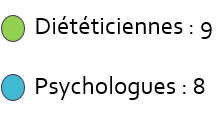 Diététiciennes : 9
Psychologues : 8